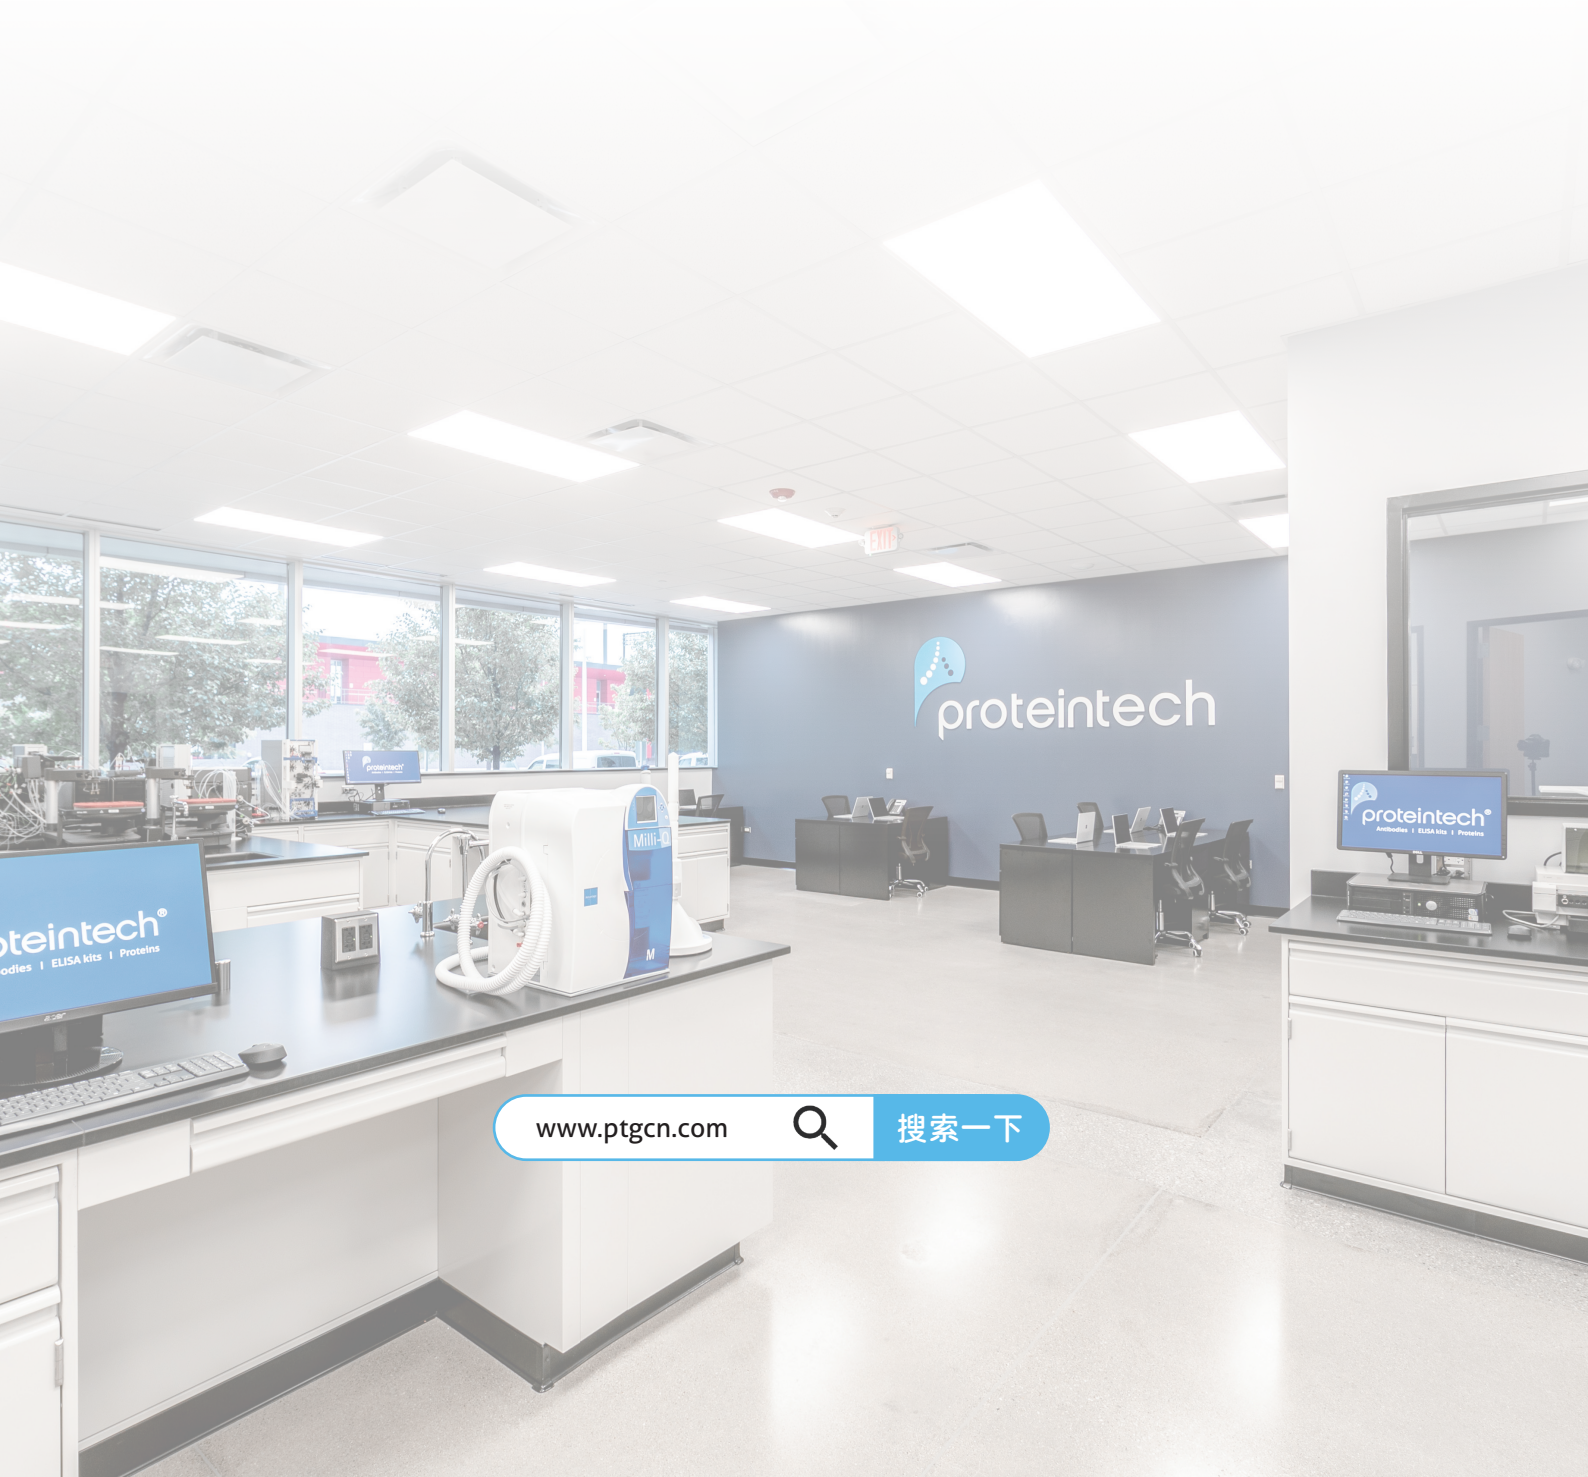 EXIT
proteintech
proteintech®
proteintech®
Antibodies | ELISA kits | Proteins
Milli-Q
oteintech®
odies | ELISA kits | Proteins
M
www.ptgcn.com
搜索一下